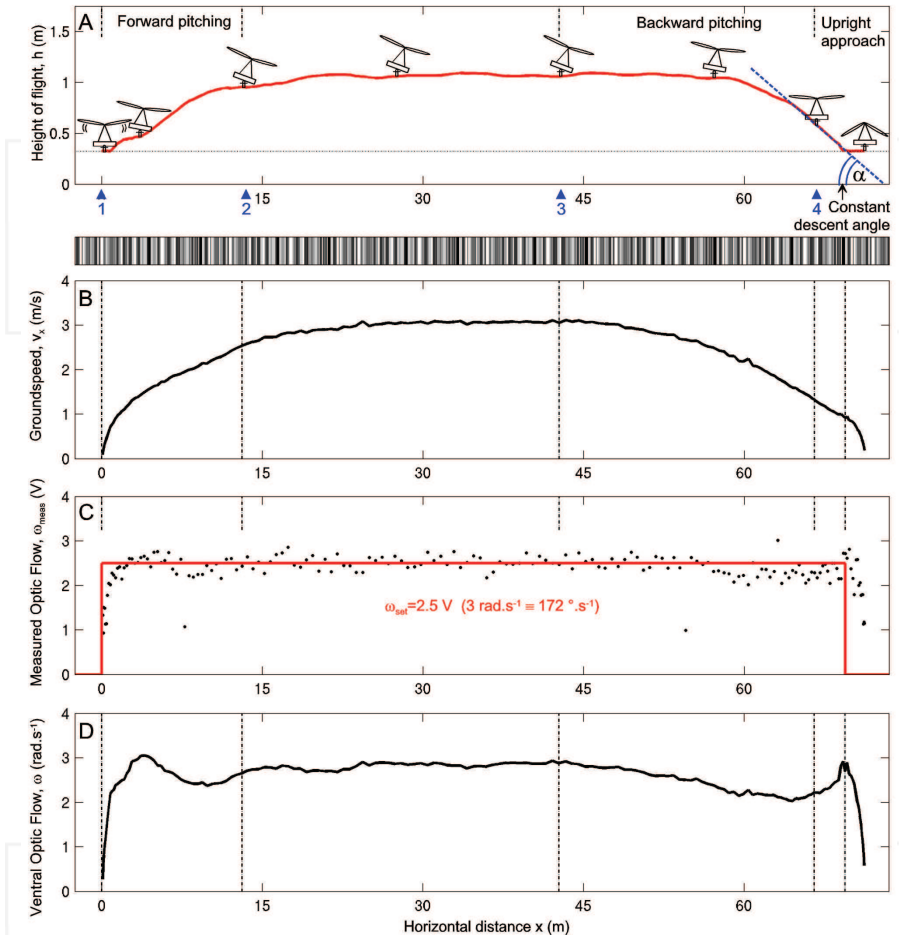 A
Forward pitching
Backward pitching
Upright
approach
Height of flight, h (m)
1.5
1.0
0.5
0
15
30
45
60
1
2
3
4
α
Constant
descent angle
B
Groundspeed, vₓ (m/s)
4
3
2
1
0
0
15
30
45
60
C
Measured Optic Flow, ω_meas (V)
4
3
2
1
0
ω_set=2.5 V (3 rad.s⁻¹ ≡ 172 °.s⁻¹)
0
15
30
45
60
D
Ventral Optic Flow, ω (rad.s⁻¹)
4
3
2
1
0
0
15
30
45
60
Horizontal distance x (m)